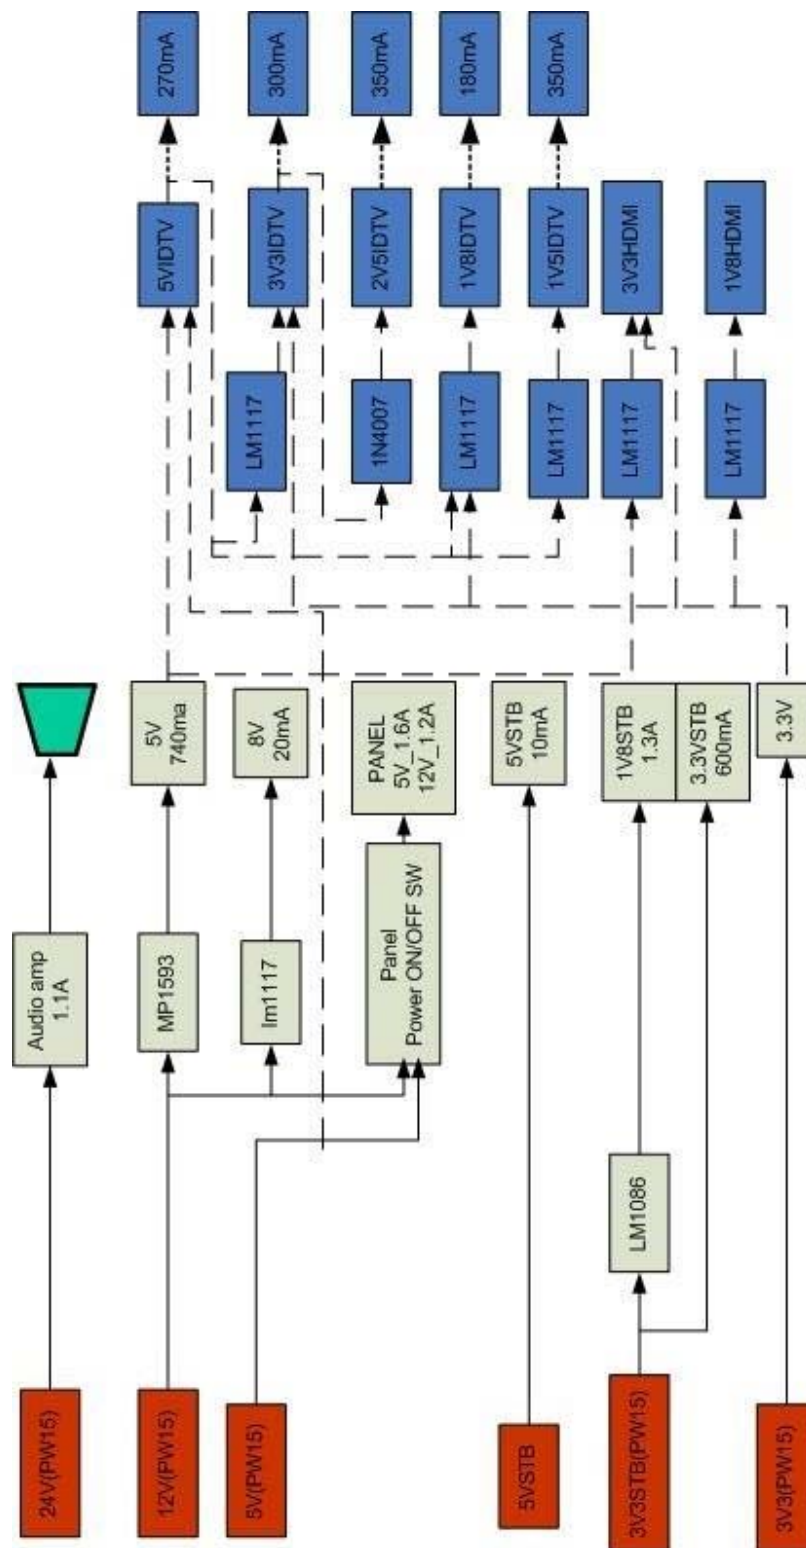 24V(PW15)
Audio amp
1.1A
12V(PW15)
MP1593
5V
740ma
5VIDTV
270mA
5V(PW15)
lm1117
8V
20mA
LM1117
3V3IDTV
300mA
Panel
Power ON/OFF SW
PANEL
5V_1.6A
12V_1.2A
1N4007
2V5IDTV
350mA
LM1117
1V8IDTV
180mA
5VSTB
5VSTB
10mA
LM1117
1V5IDTV
350mA
3V3STB(PW15)
LM1086
1V8STB
1.3A
LM1117
3V3HDMI
3.3VSTB
600mA
LM1117
1V8HDMI
3V3(PW15)
3.3V